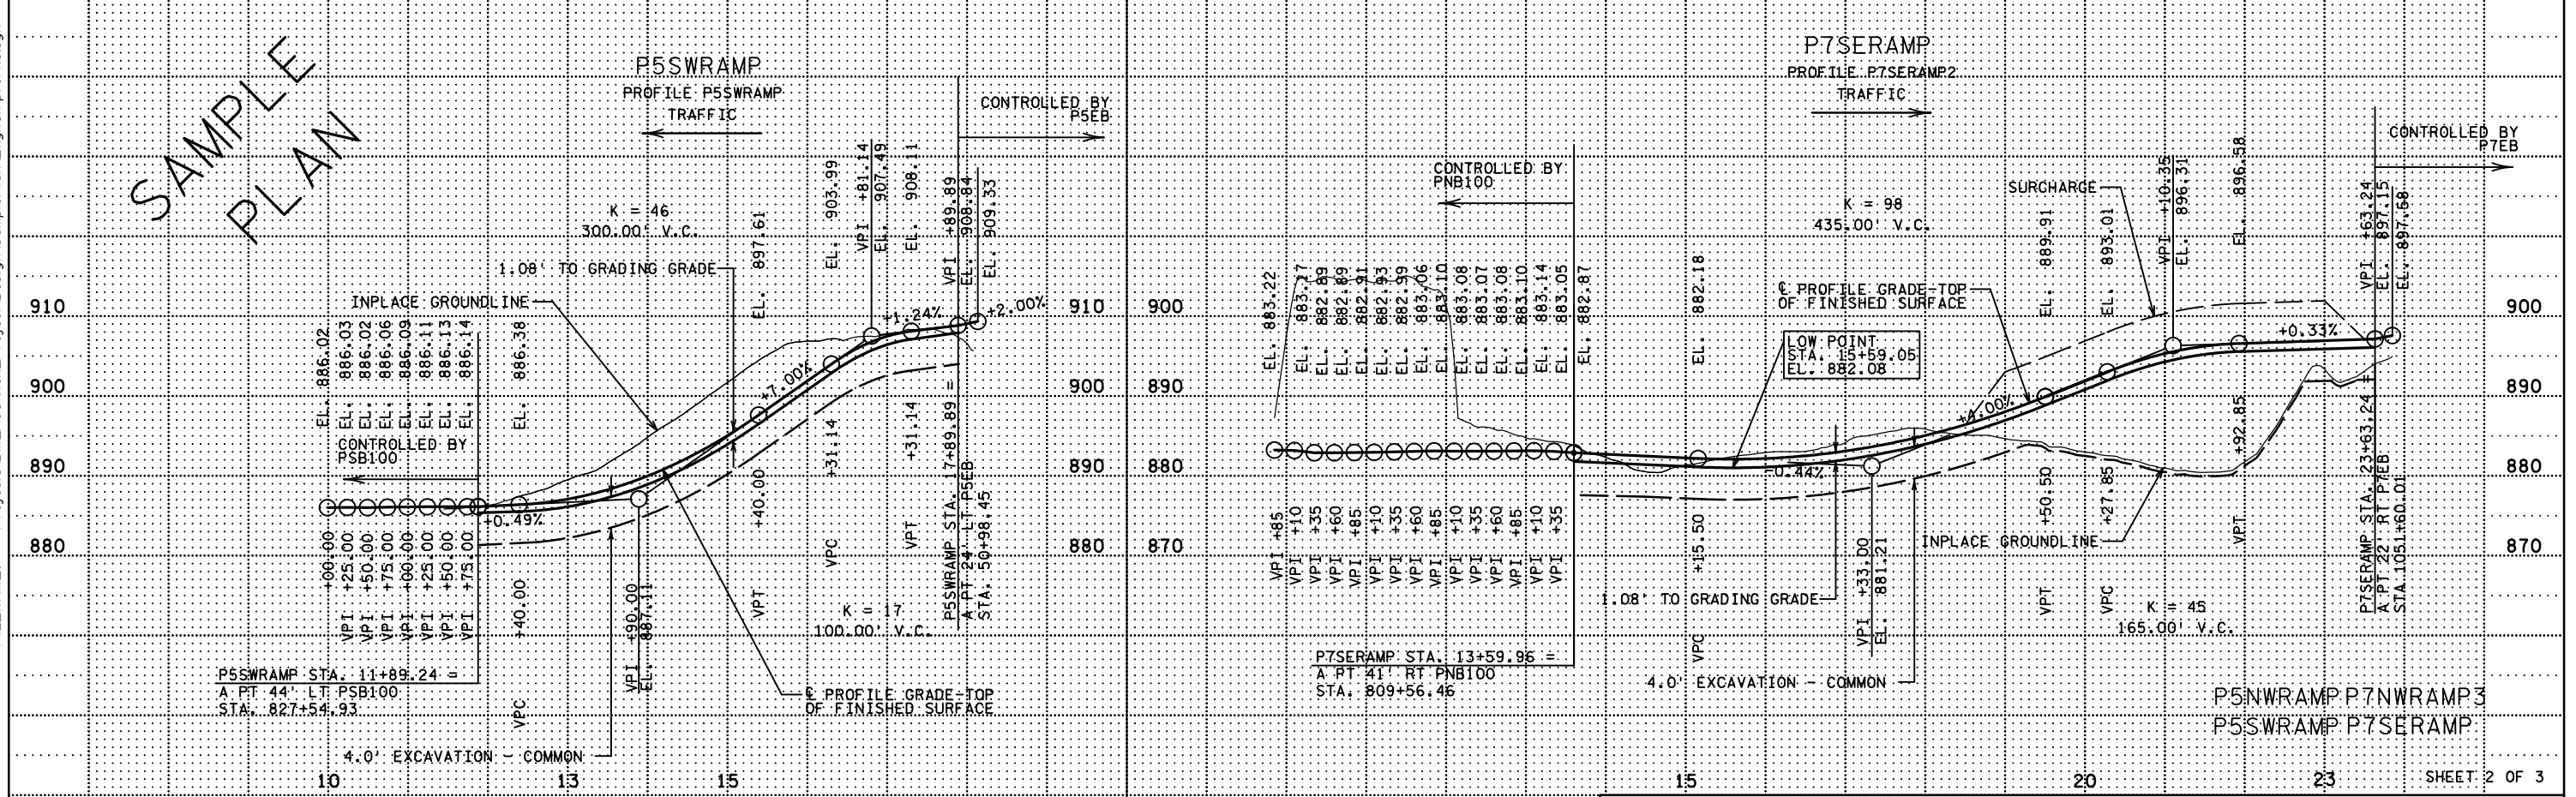 SAMPLE
PLAN
P5SWRAMP
PROFILE P5SWRAMP
TRAFFIC
CONTROLLED BY
P5EB
K = 46
300.00' V.C.
1.08' TO GRADING GRADE
INPLACE GROUNDLINE
910
900
890
880
EL. 886.02
EL. 886.03
EL. 886.02
EL. 886.06
EL. 886.09
EL. 886.11
EL. 886.13
EL. 886.14
EL. 886.38
EL. 897.61
EL. 903.99
VPI +81.14
EL. 907.49
EL. 908.11
VPI +89.89
EL. 908.84
EL. 909.33
+1.24%
+2.00%
+7.00%
+0.49%
CONTROLLED BY
PSB100
+00.00
VPI +25.00
VPI +50.00
VPI +75.00
VPI +00.00
VPI +25.00
VPI +50.00
VPI +75.00
VPC +40.00
VPI +90.00
EL. 887.11
VPT +40.00
VPC +31.14
VPT +31.14
P5SWRAMP STA. 17+89.89 =
A PT 24' LT P5EB
STA. 50+98.45
K = 17
100.00' V.C.
P5SWRAMP STA. 11+89.24 =
A PT 44' LT PSB100
STA. 827+54.93
℄ PROFILE GRADE-TOP
OF FINISHED SURFACE
4.0' EXCAVATION - COMMON
10
13
15
910
900
890
880
900
890
880
870
P7SERAMP
PROFILE P7SERAMP2
TRAFFIC
CONTROLLED BY
PNB100
K = 98
435.00' V.C.
SURCHARGE
CONTROLLED BY
P7EB
EL. 883.22
EL. 883.17
EL. 882.89
EL. 882.89
EL. 882.91
EL. 882.93
EL. 882.99
EL. 883.06
EL. 883.10
EL. 883.08
EL. 883.07
EL. 883.08
EL. 883.10
EL. 883.14
EL. 883.05
EL. 882.87
EL. 882.18
EL. 889.91
EL. 893.01
VPI +10.35
EL. 896.31
EL. 896.58
VPI +63.24
EL. 897.15
EL. 897.58
℄ PROFILE GRADE-TOP
OF FINISHED SURFACE
LOW POINT
STA. 15+59.05
EL. 882.08
+0.33%
+4.00%
-0.44%
VPI +85
VPI +10
VPI +35
VPI +60
VPI +85
VPI +10
VPI +35
VPI +60
VPI +85
VPI +10
VPI +35
VPI +60
VPI +85
VPI +10
VPI +35
VPC +15.50
VPI +33.00
EL. 881.21
VPT +50.50
VPC +27.85
VPT +92.85
P7SERAMP STA. 23+63.24 =
A PT 22' RT P7EB
STA 1051+60.01
INPLACE GROUNDLINE
1.08' TO GRADING GRADE
K = 45
165.00' V.C.
P7SERAMP STA. 13+59.96 =
A PT 41' RT PNB100
STA. 809+56.46
4.0' EXCAVATION - COMMON
900
890
880
870
P5NWRAMP P7NWRAMP3
P5SWRAMP P7SERAMP
15
20
23
SHEET 2 OF 3